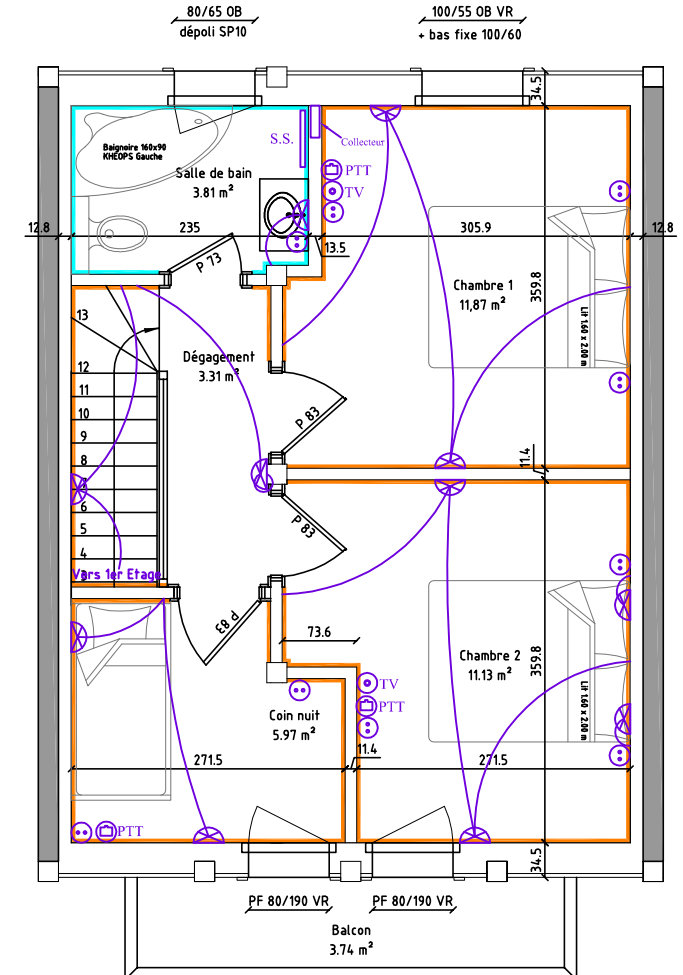 80/65 OB
dépoli SP10
100/55 OB VR
+ bas fixe 100/60
34.5
Baignoire 160x90
KHEOPS Gauche
S.S.
Collecteur
Salle de bain
3.81 m²
PTT
TV
12.8
235
13.5
305.9
12.8
P 73
Chambre 1
11,87 m²
359.8
Lit 1.60 x 2.00 m
13
Dégagement
3.31 m²
12
11
10
9
8
7
6
5
4
3
P 83
11.4
P 83
Vers 1er Etage
P 83
73.6
Chambre 2
11.13 m²
359.8
Lit 1.60 x 2.00 m
TV
PTT
Coin nuit
5.97 m²
11.4
271.5
271.5
PTT
34.5
PF 80/190 VR
PF 80/190 VR
Balcon
3.74 m²